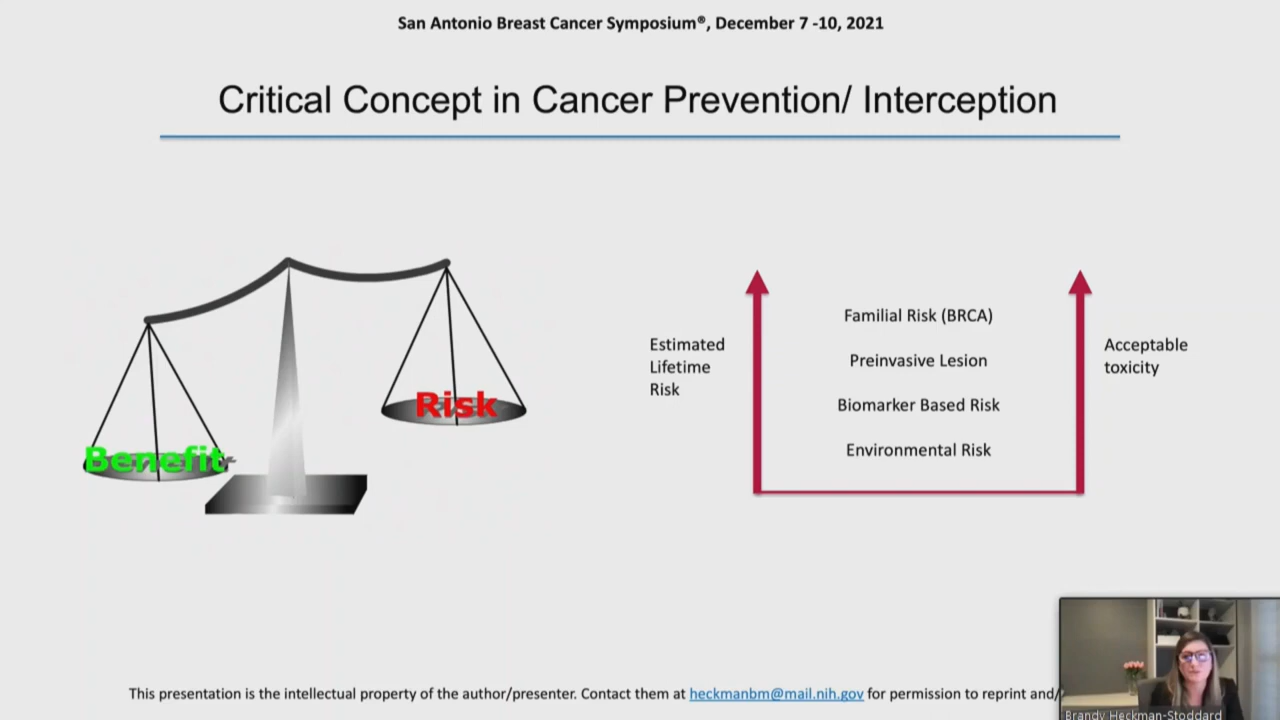 San Antonio Breast Cancer Symposium®, December 7 -10, 2021
Critical Concept in Cancer Prevention/ Interception
Benefit
Risk
Estimated
Lifetime
Risk
Familial Risk (BRCA)
Preinvasive Lesion
Biomarker Based Risk
Environmental Risk
Acceptable
toxicity
This presentation is the intellectual property of the author/presenter. Contact them at heckmanbm@mail.nih.gov for permission to reprint and/
Brandy Heckman-Stoddard